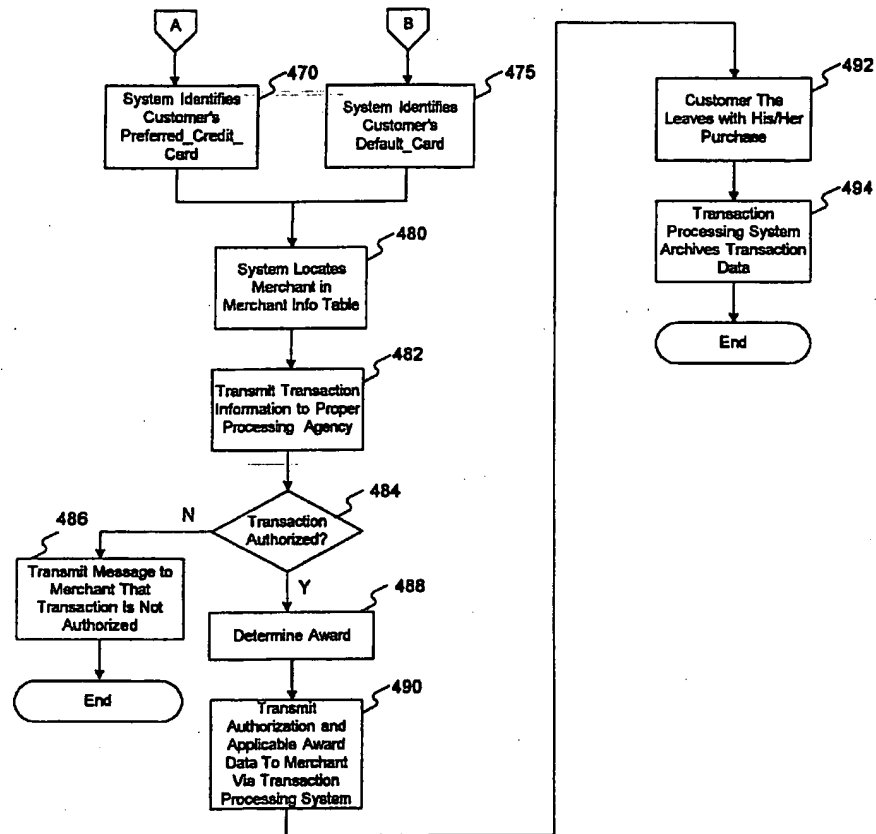 A
B
470
System Identifies
Customer's
Preferred_Credit_
Card
475
System Identifies
Customer's
Default_Card
480
System Locates
Merchant in
Merchant Info Table
482
Transmit Transaction
Information to Proper
Processing Agency
484
Transaction
Authorized?
N
Y
486
Transmit Message to
Merchant That
Transaction Is Not
Authorized
End
488
Determine Award
490
Transmit
Authorization and
Applicable Award
Data To Merchant
Via Transaction
Processing System
492
Customer The
Leaves with His/Her
Purchase
494
Transaction
Processing System
Archives Transaction
Data
End